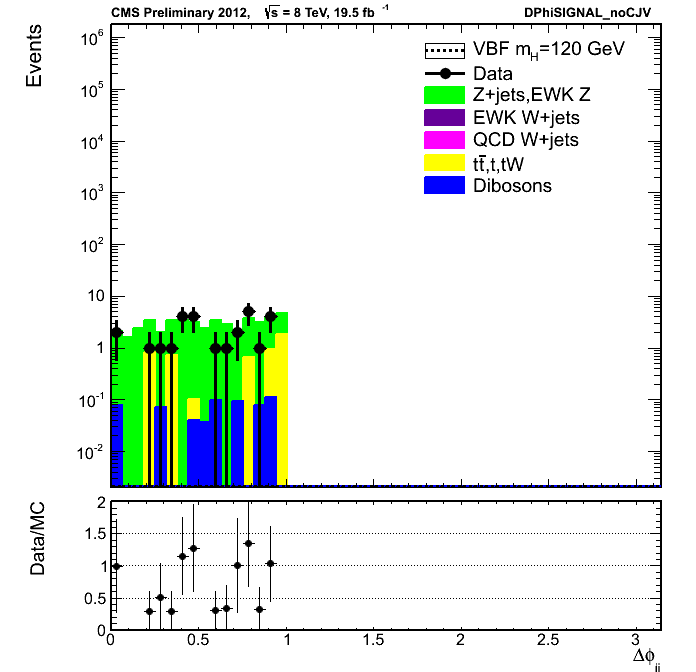 CMS Preliminary 2012, √s = 8 TeV, 19.5 fb⁻¹ DPhiSIGNAL_noCJV
Events
10⁶
10⁵
10⁴
10³
10²
10
1
10⁻¹
10⁻²
VBF m_H=120 GeV
Data
Z+jets,EWK Z
EWK W+jets
QCD W+jets
tt̄,t,tW
Dibosons
Data/MC
2
1.5
1
0.5
0
0 0.5 1 1.5 2 2.5 3
Δϕ_jj